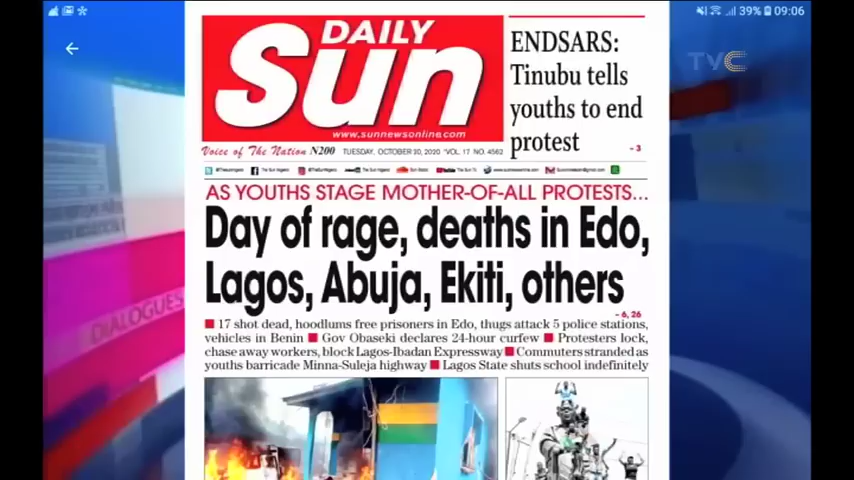 39% 09:06
TVC
DAILY
Sun
www.sunnewsonline.com
Voice of The Nation N200 TUESDAY, OCTOBER 20, 2020 VOL. 17 NO. 4562
ENDSARS:
Tinubu tells
youths to end
protest
- 3
AS YOUTHS STAGE MOTHER-OF-ALL PROTESTS...
Day of rage, deaths in Edo,
Lagos, Abuja, Ekiti, others
- 6, 26
17 shot dead, hoodlums free prisoners in Edo, thugs attack 5 police stations,
vehicles in Benin Gov Obaseki declares 24-hour curfew Protesters lock,
chase away workers, block Lagos-Ibadan Expressway Commuters stranded as
youths barricade Minna-Suleja highway Lagos State shuts school indefinitely
DIALOGUES